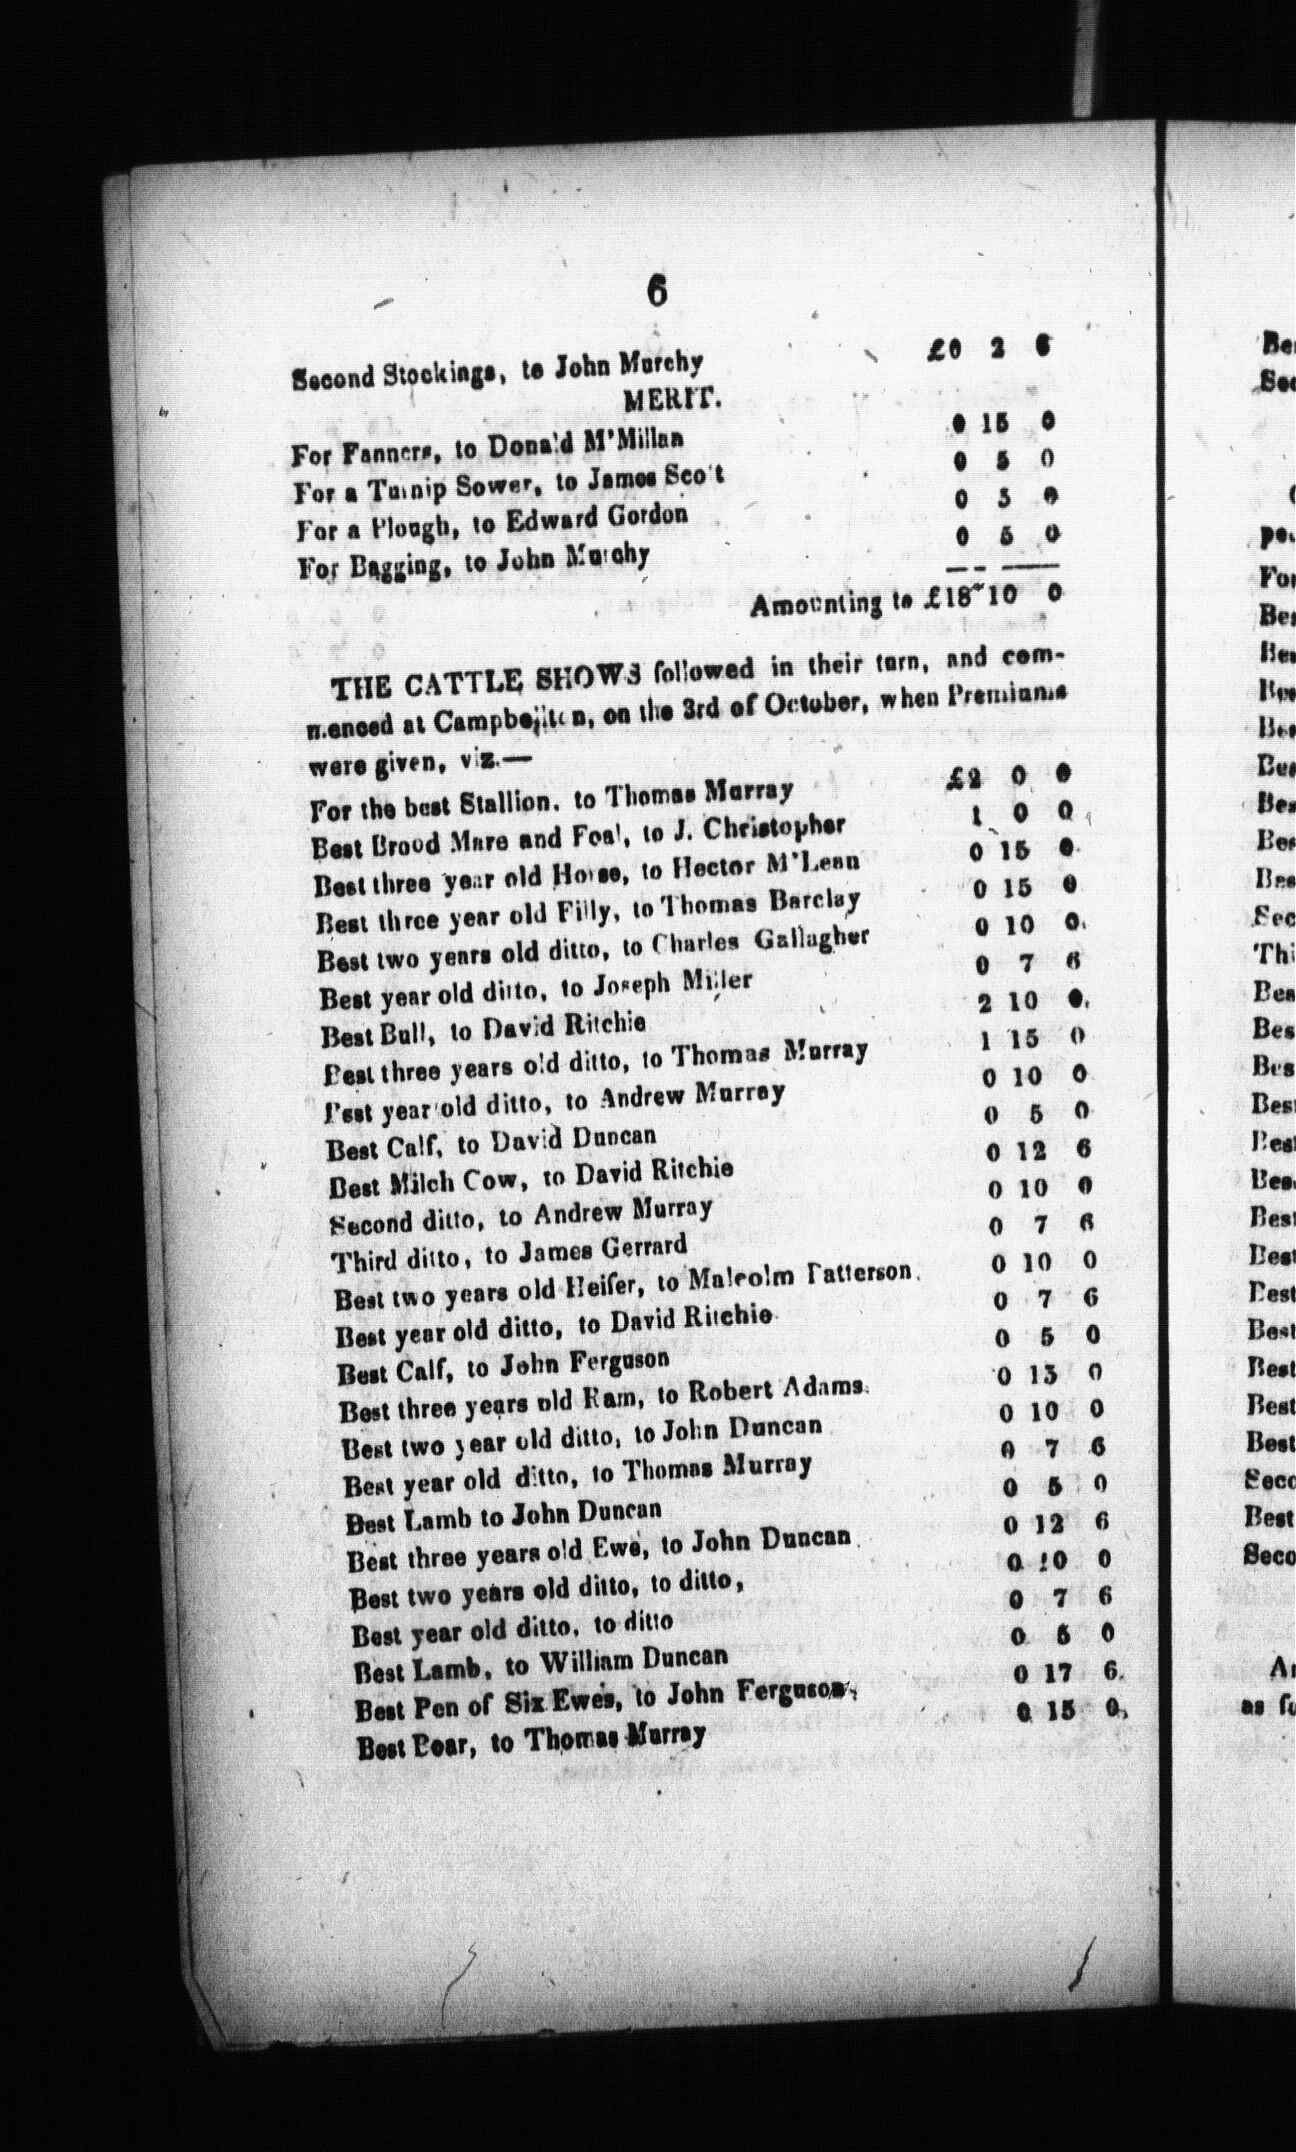 6
Second Stockings, to John Murchy £0 2 6
MERIT.
For Fanners, to Donald M'Millan 0 15 0
For a Turnip Sower, to James Scott 0 5 0
For a Plough, to Edward Gordon 0 5 0
For Bagging, to John Murchy 0 5 0
Amounting to £18 10 0
THE CATTLE SHOWS followed in their turn, and com-
menced at Campbellton, on the 3rd of October, when Premiums
were given, viz.—
For the best Stallion, to Thomas Murray £2 0 0
Best Brood Mare and Foal, to J. Christopher 1 0 0
Best three year old Horse, to Hector M'Lean 0 15 0
Best three year old Filly, to Thomas Barclay 0 15 0
Best two years old ditto, to Charles Gallagher 0 10 0
Best year old ditto, to Joseph Miller 0 7 6
Best Bull, to David Ritchie 2 10 0
Best three years old ditto, to Thomas Murray 1 15 0
Best year old ditto, to Andrew Murray 0 10 0
Best Calf, to David Duncan 0 5 0
Best Milch Cow, to David Ritchie 0 12 6
Second ditto, to Andrew Murray 0 10 0
Third ditto, to James Gerrard 0 7 6
Best two years old Heifer, to Malcolm Patterson 0 10 0
Best year old ditto, to David Ritchie 0 7 6
Best Calf, to John Ferguson 0 5 0
Best three years old Ram, to Robert Adams 0 15 0
Best two year old ditto, to John Duncan 0 10 0
Best year old ditto, to Thomas Murray 0 7 6
Best Lamb to John Duncan 0 5 0
Best three years old Ewe, to John Duncan 0 12 6
Best two years old ditto, to ditto, 0 10 0
Best year old ditto, to ditto 0 7 6
Best Lamb, to William Duncan 0 5 0
Best Pen of Six Ewes, to John Ferguson 0 17 6
Best Boar, to Thomas Murray 0 15 0